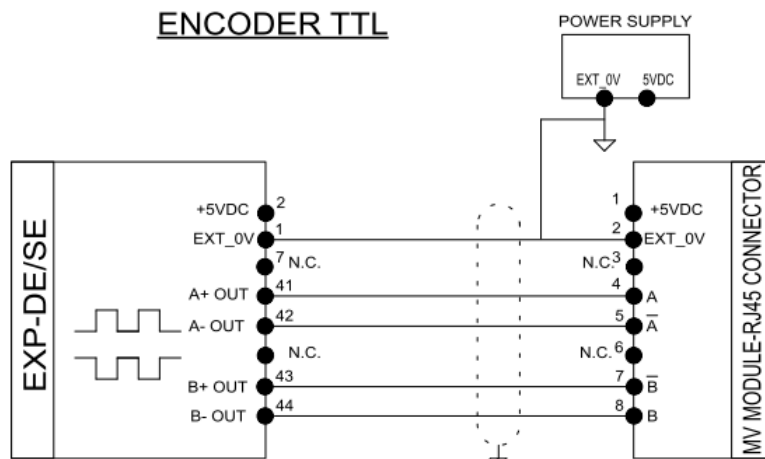 ENCODER TTL
POWER SUPPLY
EXT_0V 5VDC
EXP-DE/SE
+5VDC 2
EXT_0V 1
7 N.C.
A+ OUT 41
A- OUT 42
N.C.
B+ OUT 43
B- OUT 44
1 +5VDC
2 EXT_0V
N.C. 3
4 A
5 A̅
N.C. 6
7 B̅
8 B
MV MODULE-RJ45 CONNECTOR